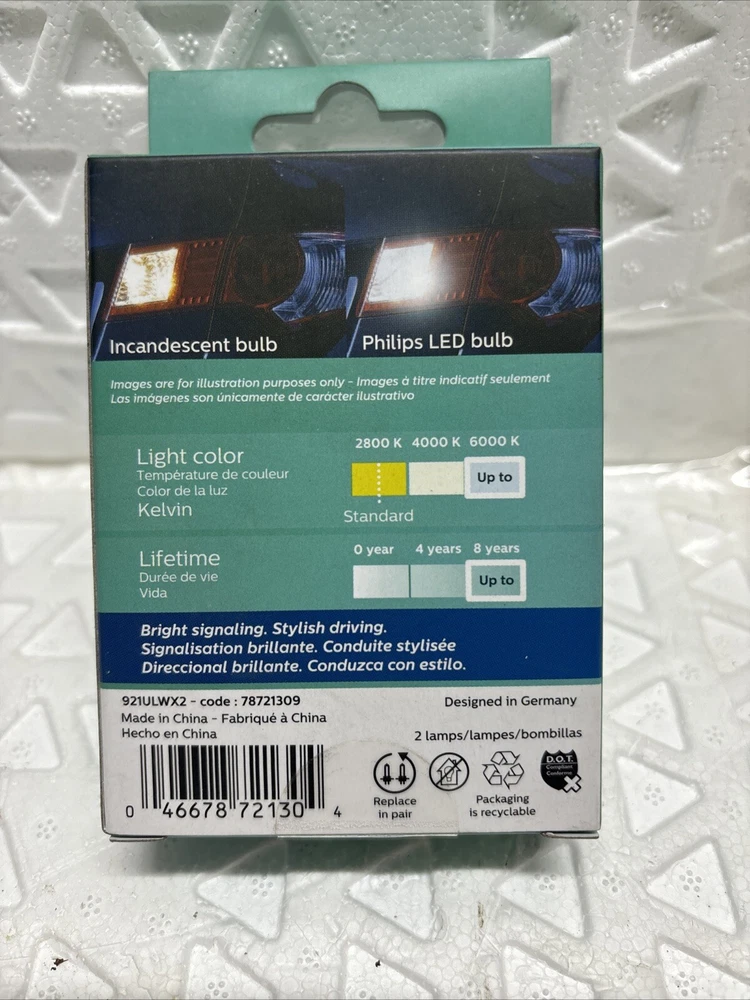 Incandescent bulb
Philips LED bulb
Images are for illustration purposes only - Images à titre indicatif seulement
Las imágenes son únicamente de carácter ilustrativo
Light color
Température de couleur
Color de la luz
Kelvin
2800 K 4000 K 6000 K
Up to
Standard
Lifetime
Durée de vie
Vida
0 year 4 years 8 years
Up to
Bright signaling. Stylish driving.
Signalisation brillante. Conduite stylisée
Direccional brillante. Conduzca con estilo.
921ULWX2 - code : 78721309
Made in China - Fabriqué à China
Hecho en China
Designed in Germany
2 lamps/lampes/bombillas
0 46678 72130 4
Replace
in pair
Packaging
is recyclable
D.O.T.
Compliant
Conforme